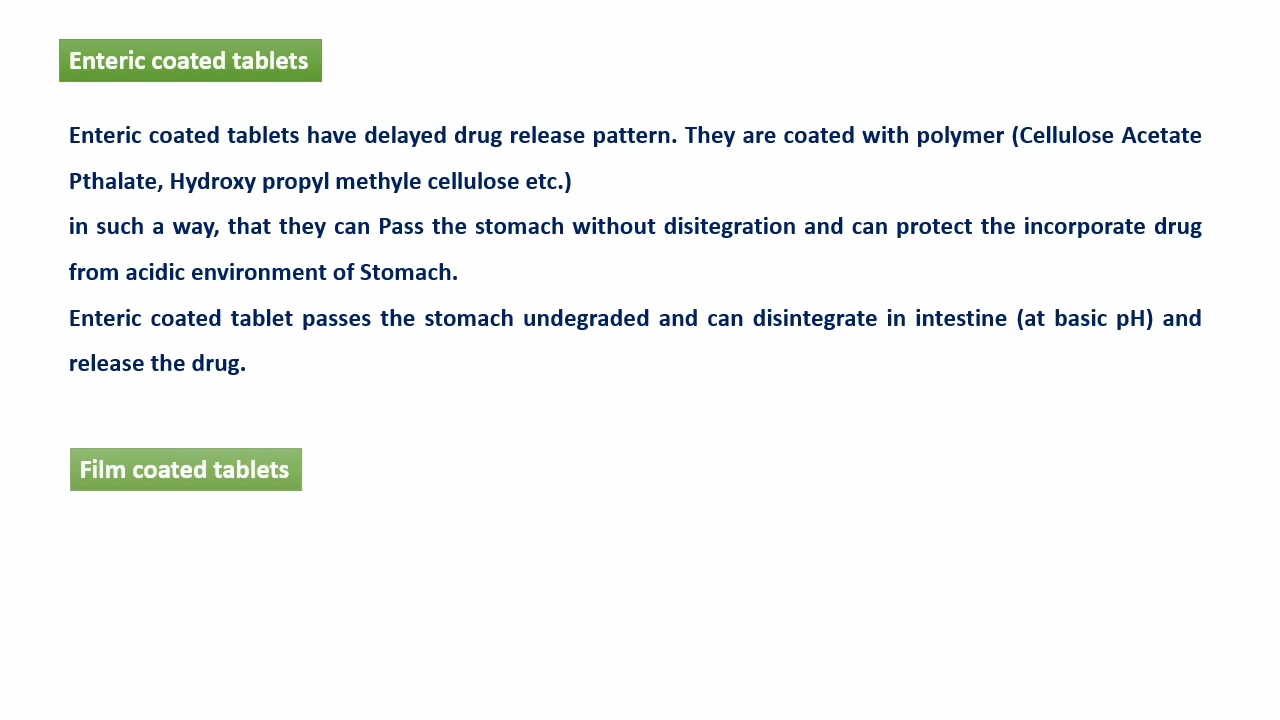 Enteric coated tablets
Enteric coated tablets have delayed drug release pattern. They are coated with polymer (Cellulose Acetate
Pthalate, Hydroxy propyl methyle cellulose etc.)
in such a way, that they can Pass the stomach without disitegration and can protect the incorporate drug
from acidic environment of Stomach.
Enteric coated tablet passes the stomach undegraded and can disintegrate in intestine (at basic pH) and
release the drug.
Film coated tablets